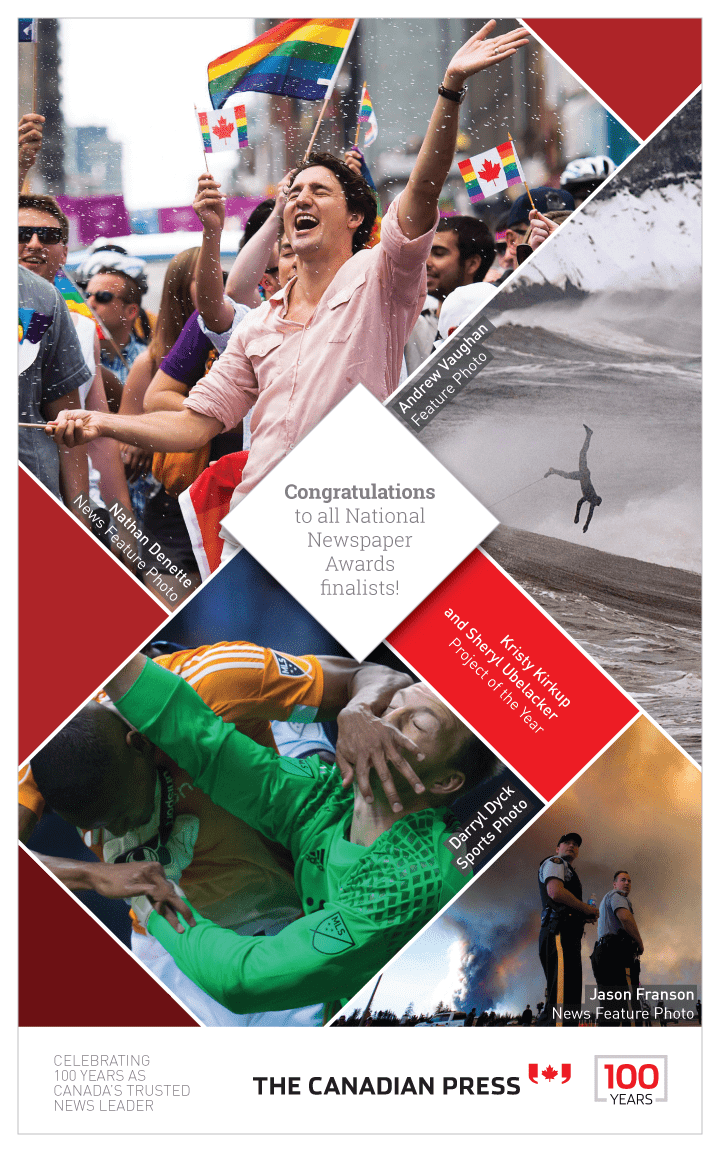 Andrew Vaughan
Feature Photo
Congratulations
to all National
Newspaper
Awards
finalists!
Nathan Denette
News Feature Photo
Kristy Kirkup
and Sheryl Ubelacker
Project of the Year
Darryl Dyck
Sports Photo
MLS
MLS
Jason Franson
News Feature Photo
CELEBRATING
100 YEARS AS
CANADA'S TRUSTED
NEWS LEADER
THE CANADIAN PRESS
100
YEARS